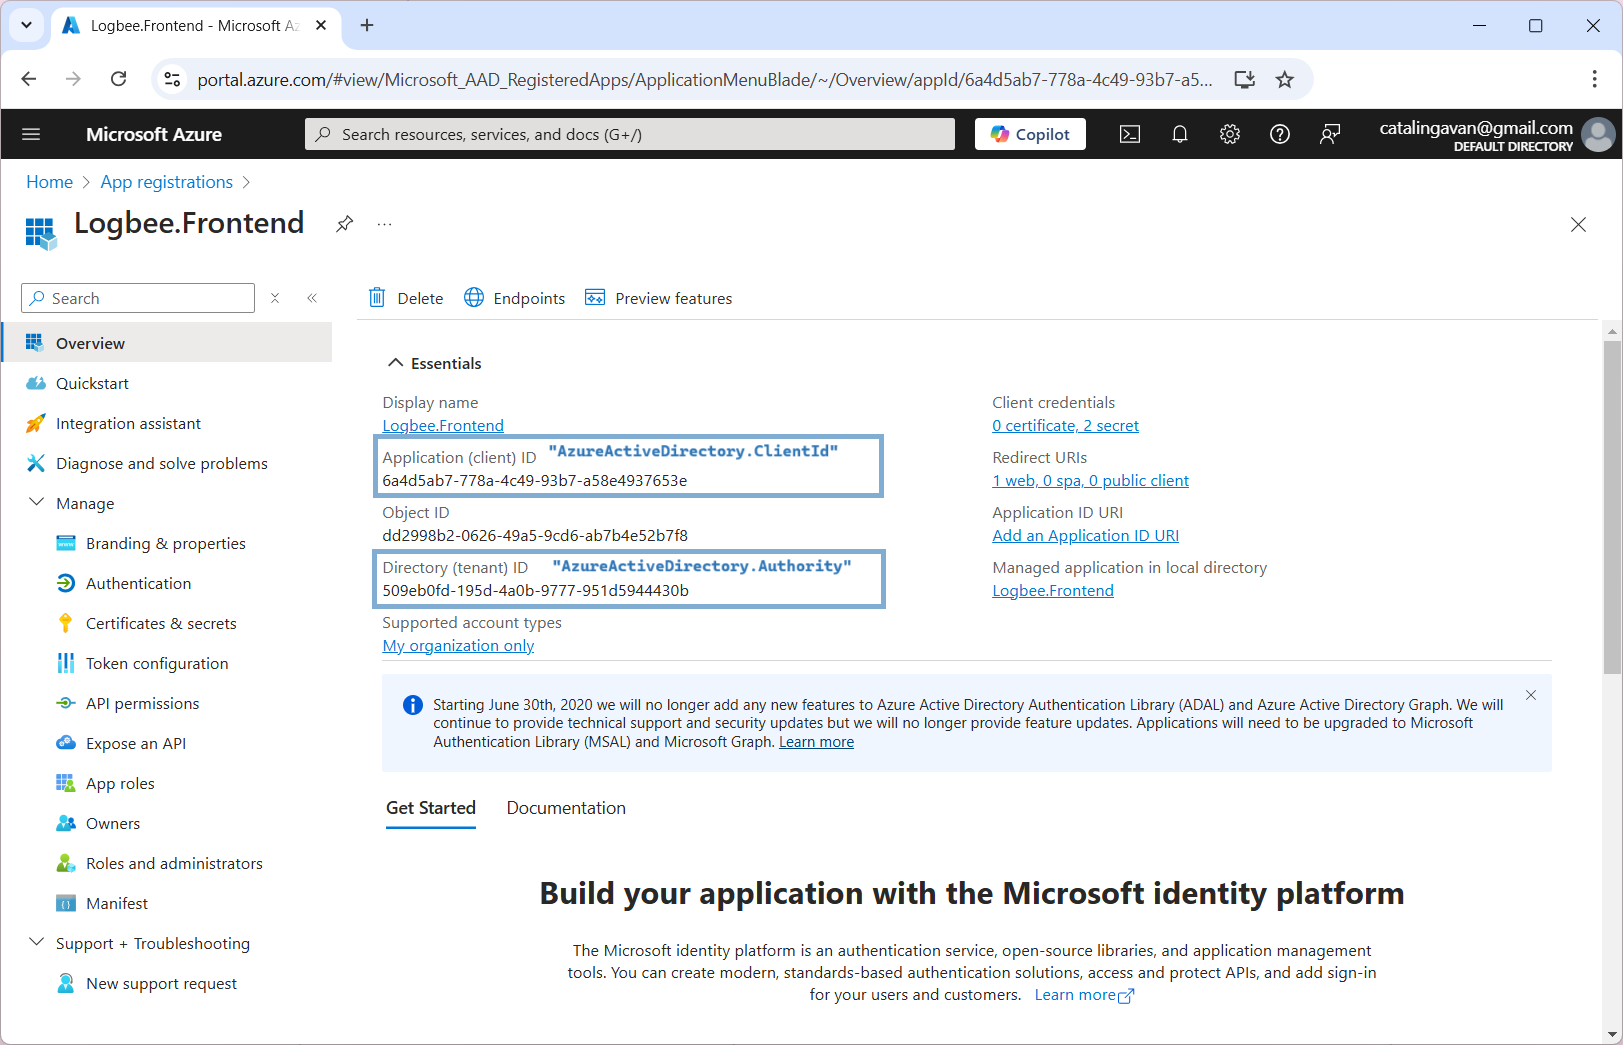 Logbee.Frontend - Microsoft Az
portal.azure.com/#view/Microsoft_AAD_RegisteredApps/ApplicationMenuBlade/~/Overview/appId/6a4d5ab7-778a-4c49-93b7-a5...
Microsoft Azure
Search resources, services, and docs (G+/)
Copilot
catalingavan@gmail.com
DEFAULT DIRECTORY
Home > App registrations >
Logbee.Frontend
...
Search
Delete
Endpoints
Preview features
Overview
Quickstart
Integration assistant
Diagnose and solve problems
Manage
Branding & properties
Authentication
Certificates & secrets
Token configuration
API permissions
Expose an API
App roles
Owners
Roles and administrators
Manifest
Support + Troubleshooting
New support request
Essentials
Display name
Logbee.Frontend
Application (client) ID "AzureActiveDirectory.ClientId"
6a4d5ab7-778a-4c49-93b7-a58e4937653e
Object ID
dd2998b2-0626-49a5-9cd6-ab7b4e52b7f8
Directory (tenant) ID "AzureActiveDirectory.Authority"
509eb0fd-195d-4a0b-9777-951d5944430b
Supported account types
My organization only
Client credentials
0 certificate, 2 secret
Redirect URIs
1 web, 0 spa, 0 public client
Application ID URI
Add an Application ID URI
Managed application in local directory
Logbee.Frontend
Starting June 30th, 2020 we will no longer add any new features to Azure Active Directory Authentication Library (ADAL) and Azure Active Directory Graph. We will
continue to provide technical support and security updates but we will no longer provide feature updates. Applications will need to be upgraded to Microsoft
Authentication Library (MSAL) and Microsoft Graph. Learn more
Get Started
Documentation
Build your application with the Microsoft identity platform
The Microsoft identity platform is an authentication service, open-source libraries, and application management
tools. You can create modern, standards-based authentication solutions, access and protect APIs, and add sign-in
for your users and customers. Learn more